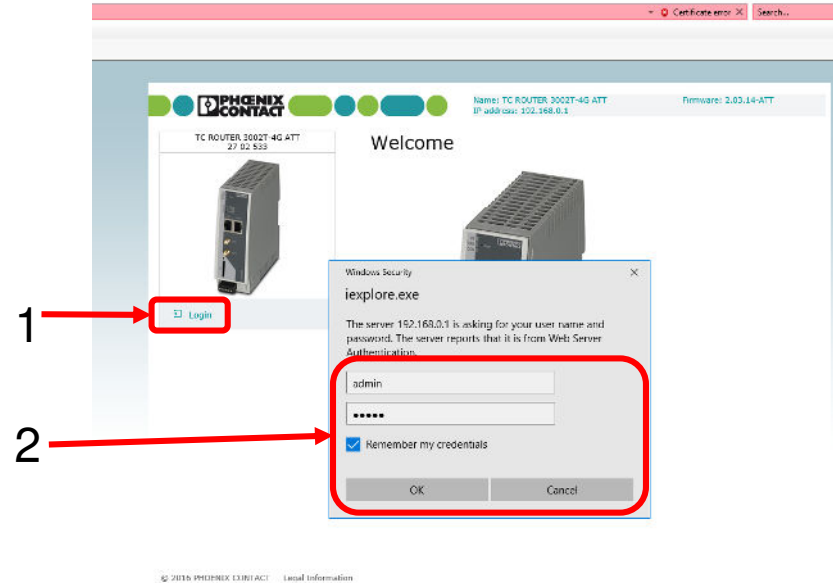 Certificate error
Search...
PHŒNIX
CONTACT
Name: TC ROUTER 3002T-4G ATT
IP address: 192.168.0.1
Firmware: 2.03.14-ATT
TC ROUTER 3002T-4G ATT
27 02 533
Welcome
Windows Security
iexplore.exe
1
Login
The server 192.168.0.1 is asking for your user name and
password. The server reports that it is from Web Server
Authentication.
admin
•••••
2
Remember my credentials
OK
Cancel
© 2016 PHOENIX CONTACT
Legal Information